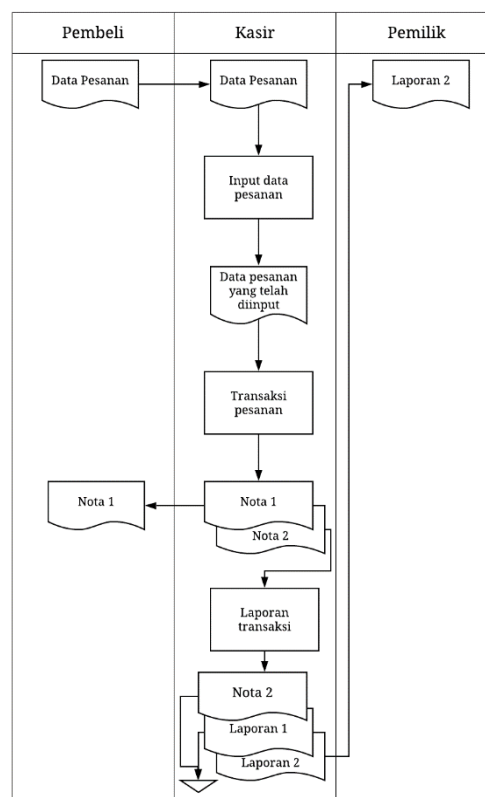 Pembeli
Kasir
Pemilik
Data Pesanan
Data Pesanan
Laporan 2
Input data
pesanan
Data pesanan
yang telah
diinput
Transaksi
pesanan
Nota 1
Nota 1
Nota 2
Laporan
transaksi
Nota 2
Laporan 1
Laporan 2